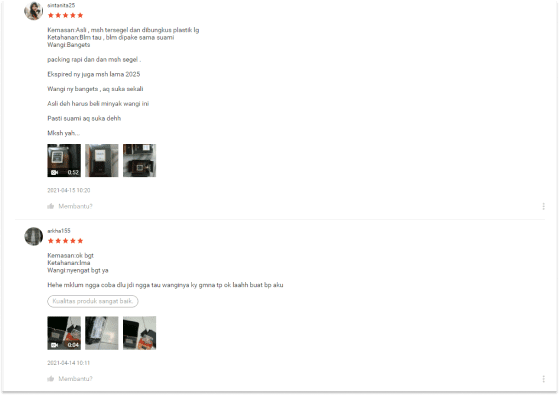 sintanita25
Kemasan:Asli , msh tersegel dan dibungkus plastik lg
Ketahanan:Blm tau , blm dipake sama suami
Wangi:Bangets
packing rapi dan dan msh segel .
Ekspired ny juga msh lama 2025
Wangi ny bangets , aq suka sekali
Asli deh harus beli minyak wangi ini
Pasti suami aq suka dehh
Mksh yah...
0:52
2021-04-15 10:20
Membantu?
arkha155
Kemasan:ok bgt
Ketahanan:lma
Wangi:nyengat bgt ya
Hehe mklum ngga coba dlu jdi ngga tau wanginya ky gmna tp ok laahh buat bp aku
Kualitas produk sangat baik.
0:04
2021-04-14 10:11
Membantu?